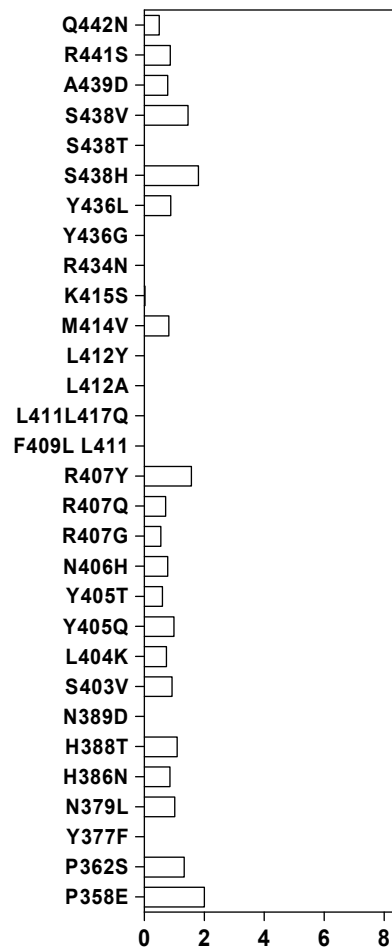 Q442N
R441S
A439D
S438V
S438T
S438H
Y436L
Y436G
R434N
K415S
M414V
L412Y
L412A
L411L417Q
F409L L411
R407Y
R407Q
R407G
N406H
Y405T
Y405Q
L404K
S403V
N389D
H388T
H386N
N379L
Y377F
P362S
P358E
0 2 4 6 8